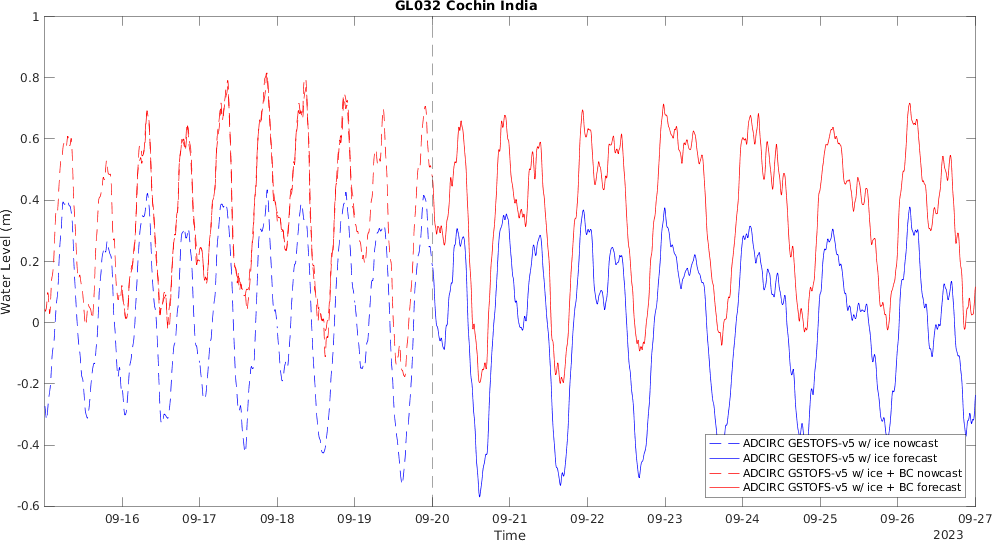 GL032 Cochin India
1
0.8
0.6
0.4
0.2
0
-0.2
-0.4
-0.6
Water Level (m)
ADCIRC GESTOFS-v5 w/ ice nowcast
ADCIRC GESTOFS-v5 w/ ice forecast
ADCIRC GSTOFS-v5 w/ ice + BC nowcast
ADCIRC GSTOFS-v5 w/ ice + BC forecast
09-16 09-17 09-18 09-19 09-20 09-21 09-22 09-23 09-24 09-25 09-26 09-27
Time
2023